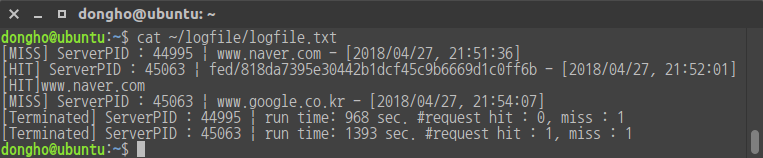 dongho@ubuntu: ~
dongho@ubuntu:~$ cat ~/logfile/logfile.txt
[MISS] ServerPID : 44995 ¦ www.naver.com - [2018/04/27, 21:51:36]
[HIT] ServerPID : 45063 ¦ fed/818da7395e30442b1dcf45c9b6669d1c0ff6b - [2018/04/27, 21:52:01]
[HIT]www.naver.com
[MISS] ServerPID : 45063 ¦ www.google.co.kr - [2018/04/27, 21:54:07]
[Terminated] ServerPID : 44995 ¦ run time: 968 sec. #request hit : 0, miss : 1
[Terminated] ServerPID : 45063 ¦ run time: 1393 sec. #request hit : 1, miss : 1
dongho@ubuntu:~$